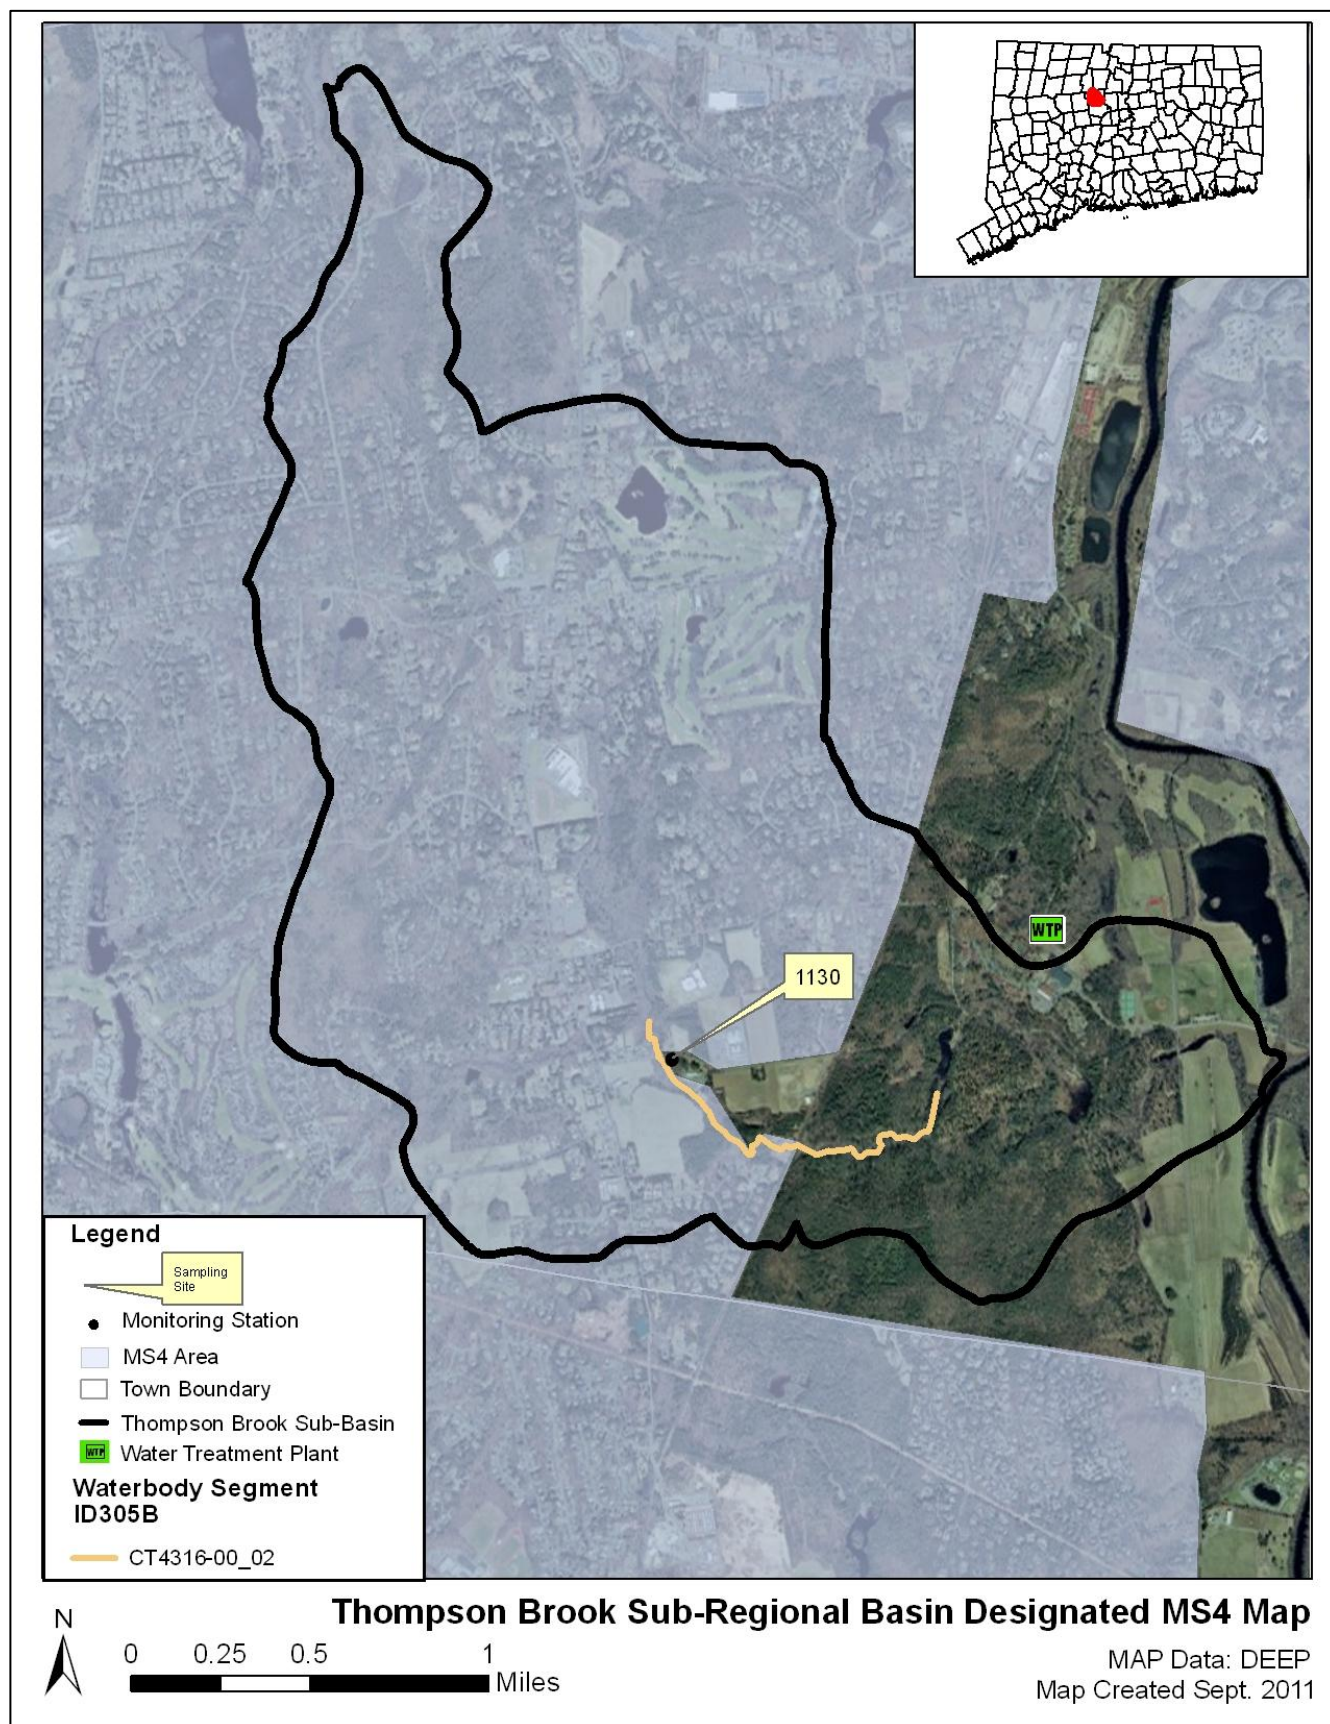 1130
WTP
Legend
Sampling
Site
Monitoring Station
MS4 Area
Town Boundary
Thompson Brook Sub-Basin
WTP
Water Treatment Plant
Waterbody Segment
ID305B
CT4316-00_02
Thompson Brook Sub-Regional Basin Designated MS4 Map
N
0 0.25 0.5 1
Miles
MAP Data: DEEP
Map Created Sept. 2011